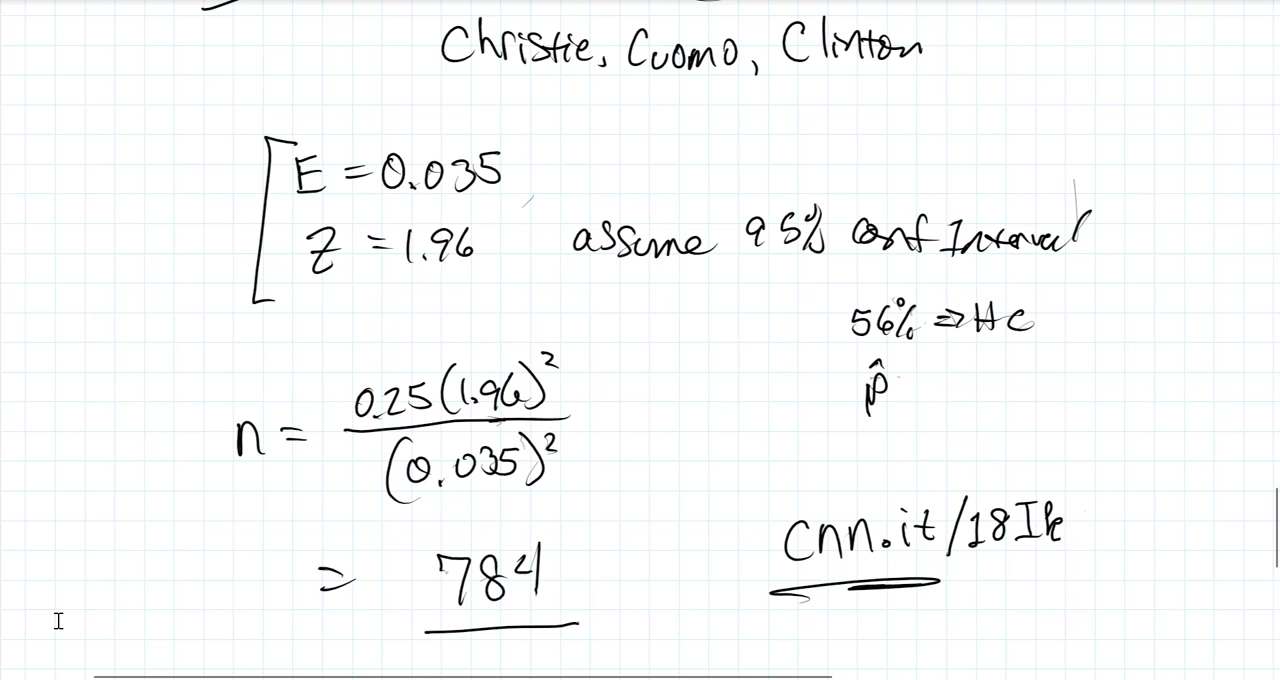 Christie, Cuomo, Clinton
E = 0.035
Z = 1.96 assume 95% conf Interval
56% ⇒ HC
p̂
n = 0.25(1.96)² / (0.035)²
= 784
cnn.it/18Ik